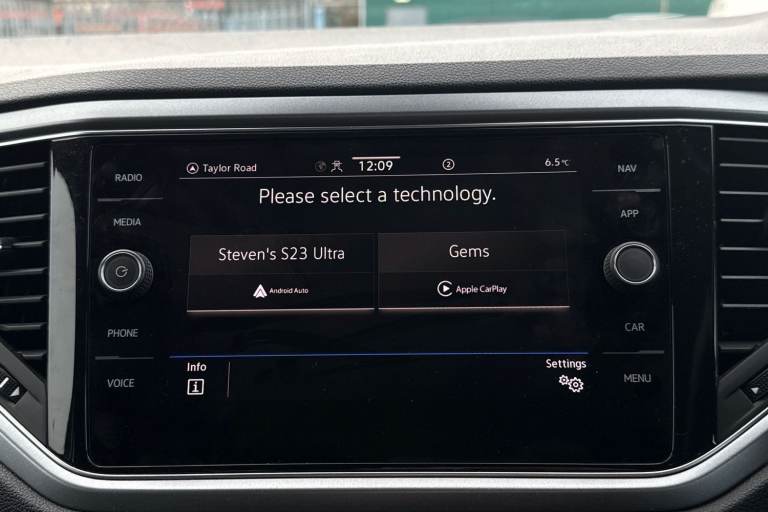 Taylor Road 12:09 2 6.5°C
RADIO
MEDIA
PHONE
VOICE
Please select a technology.
Steven's S23 Ultra
Android Auto
Gems
Apple CarPlay
Info
i
Settings
NAV
APP
CAR
MENU